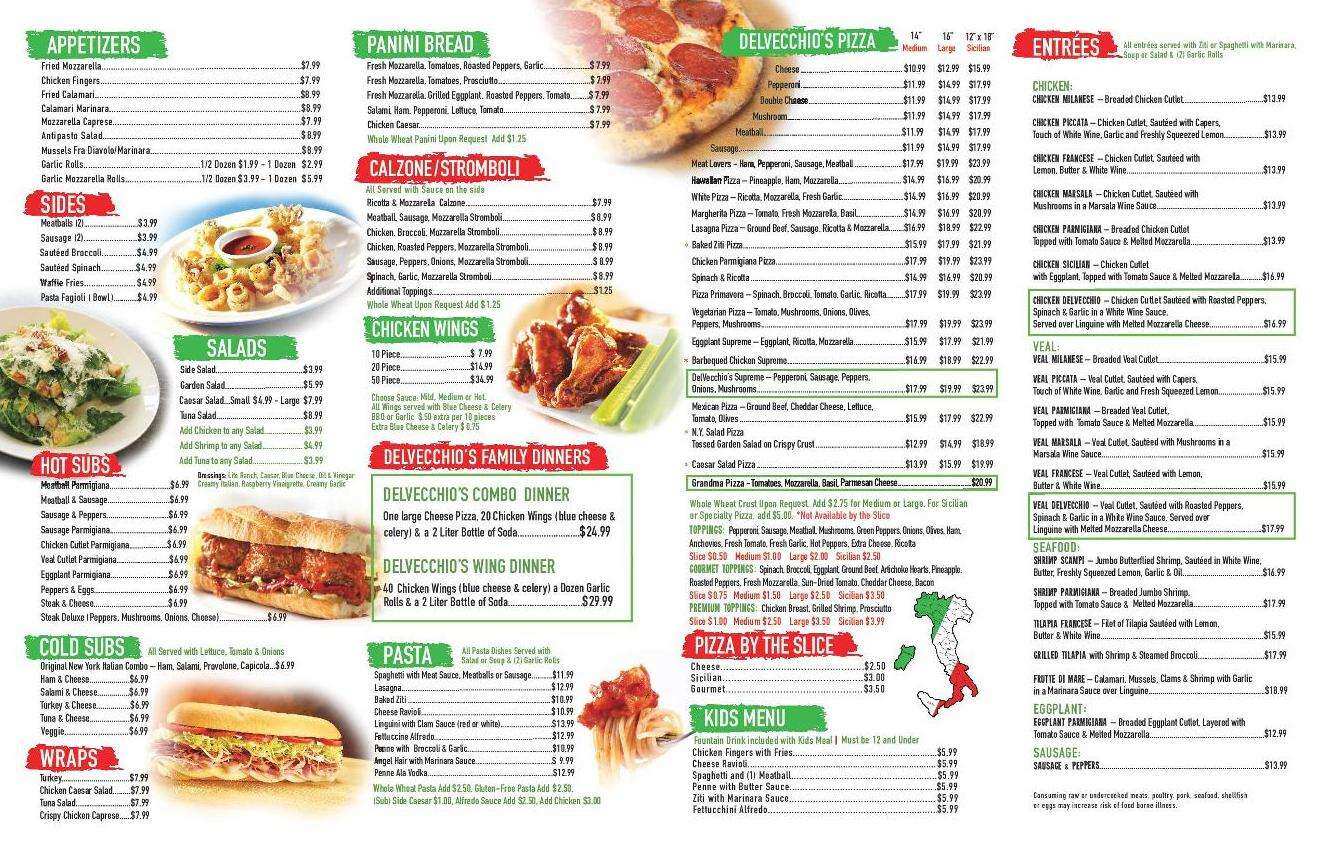 APPETIZERS
Fried Mozzarella $7.99
Chicken Fingers $7.99
Fried Calamari $8.99
Calamari Marinara $8.99
Mozzarella Caprese $7.99
Antipasto Salad $8.99
Mussels Fra Diavolo/Marinara $8.99
Garlic Rolls 1/2 Dozen $1.99 – 1 Dozen $2.99
Garlic Mozzarella Rolls 1/2 Dozen $3.99 – 1 Dozen $5.99
SIDES
Meatballs (2) $3.99
Sausage (2) $3.99
Sautéed Broccoli $4.99
Sautéed Spinach $4.99
Waffle Fries $4.99
Pasta Fagioli (1 Bowl) $4.99
SALADS
Side Salad $3.99
Garden Salad $5.99
Caesar Salad Small $4.99 – Large $7.99
Tuna Salad $8.99
Add Chicken to any Salad $3.99
Add Shrimp to any Salad $4.99
Add Tuna to any Salad $3.99
Dressings: Lite Ranch, Caesar, Blue Cheese, Oil & Vinegar
Creamy Italian, Raspberry Vinaigrette, Creamy Garlic
HOT SUBS
Meatball Parmigiana $6.99
Meatball & Sausage $6.99
Sausage & Peppers $6.99
Sausage Parmigiana $6.99
Chicken Cutlet Parmigiana $6.99
Veal Cutlet Parmigiana $6.99
Eggplant Parmigiana $6.99
Peppers & Eggs $6.99
Steak & Cheese $6.99
Steak Deluxe (Peppers, Mushrooms, Onions, Cheese) $6.99
COLD SUBS
All Served with Lettuce, Tomato & Onions
Original New York Italian Combo – Ham, Salami, Provolone, Capicola $6.99
Ham & Cheese $6.99
Salami & Cheese $6.99
Turkey & Cheese $6.99
Tuna & Cheese $6.99
Veggie $6.99
WRAPS
Turkey $7.99
Chicken Caesar Salad $7.99
Tuna Salad $7.99
Crispy Chicken Caprese $7.99
PANINI BREAD
Fresh Mozzarella, Tomatoes, Roasted Peppers, Garlic $7.99
Fresh Mozzarella, Tomatoes, Prosciutto $7.99
Fresh Mozzarella, Grilled Eggplant, Roasted Peppers, Tomato $7.99
Salami, Ham, Pepperoni, Lettuce, Tomato $7.99
Chicken Caesar $7.99
Whole Wheat Panini Upon Request Add $1.25
CALZONE/STROMBOLI
All Served with Sauce on the side
Ricotta & Mozzarella Calzone $7.99
Meatball, Sausage, Mozzarella Stromboli $8.99
Chicken, Broccoli, Mozzarella Stromboli $8.99
Chicken, Roasted Peppers, Mozzarella Stromboli $8.99
Sausage, Peppers, Onions, Mozzarella Stromboli $8.99
Spinach, Garlic, Mozzarella Stromboli $8.99
Additional Toppings $1.25
Whole Wheat Upon Request Add $1.25
CHICKEN WINGS
10 Piece $ 7.99
20 Piece $14.99
50 Piece $34.99
Choose Sauce: Mild, Medium or Hot.
All Wings served with Blue Cheese & Celery
BBQ or Garlic $.50 extra per 10 pieces
Extra Blue Cheese & Celery $ 0.75
DELVECCHIO'S FAMILY DINNERS
DELVECCHIO'S COMBO DINNER
One large Cheese Pizza, 20 Chicken Wings (blue cheese &
celery) & a 2 Liter Bottle of Soda $24.99
DELVECCHIO'S WING DINNER
40 Chicken Wings (blue cheese & celery) a Dozen Garlic
Rolls & a 2 Liter Bottle of Soda $29.99
PASTA
All Pasta Dishes Served with
Salad or Soup & (2) Garlic Rolls
Spaghetti with Meat Sauce, Meatballs or Sausage $11.99
Lasagna $12.99
Baked Ziti $10.99
Cheese Ravioli $10.99
Linguini with Clam Sauce (red or white) $13.99
Fettuccine Alfredo $12.99
Penne with Broccoli & Garlic $10.99
Angel Hair with Marinara Sauce $ 9.99
Penne Ala Vodka $12.99
Whole Wheat Pasta Add $2.50, Gluten-Free Pasta Add $2.50,
(Sub) Side Caesar $1.00, Alfredo Sauce Add $2.50, Add Chicken $3.00
DELVECCHIO'S PIZZA
14" 16" 12" x 18"
Medium Large Sicilian
Cheese $10.99 $12.99 $15.99
Pepperoni $11.99 $14.99 $17.99
Double Cheese $11.99 $14.99 $17.99
Mushroom $11.99 $14.99 $17.99
Meatball $11.99 $14.99 $17.99
Sausage $11.99 $14.99 $17.99
Meat Lovers – Ham, Pepperoni, Sausage, Meatball $17.99 $19.99 $23.99
Hawaiian Pizza – Pineapple, Ham, Mozzarella $14.99 $16.99 $20.99
White Pizza – Ricotta, Mozzarella, Fresh Garlic $14.99 $16.99 $20.99
Margherita Pizza – Tomato, Fresh Mozzarella, Basil $14.99 $16.99 $20.99
Lasagna Pizza – Ground Beef, Sausage, Ricotta & Mozzarella $16.99 $18.99 $22.99
* Baked Ziti Pizza $15.99 $17.99 $21.99
Chicken Parmigiana Pizza $17.99 $19.99 $23.99
Spinach & Ricotta $14.99 $16.99 $20.99
Pizza Primavera – Spinach, Broccoli, Tomato, Garlic, Ricotta $17.99 $19.99 $23.99
Vegetarian Pizza – Tomato, Mushrooms, Onions, Olives,
Peppers, Mushrooms $17.99 $19.99 $23.99
Eggplant Supreme – Eggplant, Ricotta, Mozzarella $15.99 $17.99 $21.99
* Barbequed Chicken Supreme $16.99 $18.99 $22.99
DelVecchio's Supreme – Pepperoni, Sausage, Peppers,
Onions, Mushrooms $17.99 $19.99 $23.99
Mexican Pizza – Ground Beef, Cheddar Cheese, Lettuce,
Tomato, Olives $15.99 $17.99 $22.99
* N.Y. Salad Pizza
Tossed Garden Salad on Crispy Crust $12.99 $14.99 $18.99
* Caesar Salad Pizza $13.99 $15.99 $19.99
Grandma Pizza – Tomatoes, Mozzarella, Basil, Parmesan Cheese $20.99
Whole Wheat Crust Upon Request. Add $2.75 for Medium or Large. For Sicilian
or Specialty Pizza, add $5.00. *Not Available by the Slice
TOPPINGS: Pepperoni, Sausage, Meatball, Mushrooms, Green Peppers, Onions, Olives, Ham,
Anchovies, Fresh Tomato, Fresh Garlic, Hot Peppers, Extra Cheese, Ricotta
Slice $0.50 Medium $1.00 Large $2.00 Sicilian $2.50
GOURMET TOPPINGS: Spinach, Broccoli, Eggplant, Ground Beef, Artichoke Hearts, Pineapple,
Roasted Peppers, Fresh Mozzarella, Sun-Dried Tomato, Cheddar Cheese, Bacon
Slice $0.75 Medium $1.50 Large $2.50 Sicilian $3.50
PREMIUM TOPPINGS: Chicken Breast, Grilled Shrimp, Prosciutto
Slice $1.00 Medium $2.50 Large $3.50 Sicilian $3.99
PIZZA BY THE SLICE
Cheese $2.50
Sicilian $3.00
Gourmet $3.50
KIDS MENU
Fountain Drink included with Kids Meal | Must be 12 and Under
Chicken Fingers with Fries $5.99
Cheese Ravioli $5.99
Spaghetti and (1) Meatball $5.99
Penne with Butter Sauce $5.99
Ziti with Marinara Sauce $5.99
Fettuchini Alfredo $5.99
ENTRÉES
All entrées served with Ziti or Spaghetti with Marinara,
Soup or Salad & (2) Garlic Rolls
CHICKEN:
CHICKEN MILANESE – Breaded Chicken Cutlet $13.99
CHICKEN PICCATA – Chicken Cutlet, Sautéed with Capers,
Touch of White Wine, Garlic and Freshly Squeezed Lemon $13.99
CHICKEN FRANCESE – Chicken Cutlet, Sautéed with
Lemon, Butter & White Wine $13.99
CHICKEN MARSALA – Chicken Cutlet, Sautéed with
Mushrooms in a Marsala Wine Sauce $13.99
CHICKEN PARMIGIANA – Breaded Chicken Cutlet
Topped with Tomato Sauce & Melted Mozzarella $13.99
CHICKEN SICILIAN – Chicken Cutlet
with Eggplant, Topped with Tomato Sauce & Melted Mozzarella $16.99
CHICKEN DELVECCHIO – Chicken Cutlet Sautéed with Roasted Peppers,
Spinach & Garlic in a White Wine Sauce,
Served over Linguine with Melted Mozzarella Cheese $16.99
VEAL:
VEAL MILANESE – Breaded Veal Cutlet $15.99
VEAL PICCATA – Veal Cutlet, Sautéed with Capers,
Touch of White Wine, Garlic and Freshly Squeezed Lemon $15.99
VEAL PARMIGIANA – Breaded Veal Cutlet,
Topped with Tomato Sauce & Melted Mozzarella $15.99
VEAL MARSALA – Veal Cutlet, Sautéed with Mushrooms in a
Marsala Wine Sauce $15.99
VEAL FRANCESE – Veal Cutlet, Sautéed with Lemon,
Butter & White Wine $15.99
VEAL DELVECCHIO – Veal Cutlet, Sautéed with Roasted Peppers,
Spinach & Garlic in a White Wine Sauce, Served over
Linguine with Melted Mozzarella Cheese $17.99
SEAFOOD:
SHRIMP SCAMPI – Jumbo Butterflied Shrimp, Sautéed in White Wine,
Butter, Freshly Squeezed Lemon, Garlic & Oil $16.99
SHRIMP PARMIGIANA – Breaded Jumbo Shrimp,
Topped with Tomato Sauce & Melted Mozzarella $17.99
TILAPIA FRANCESE – Filet of Tilapia Sautéed with Lemon,
Butter & White Wine $15.99
GRILLED TILAPIA with Shrimp & Steamed Broccoli $17.99
FRUTTE DI MARE – Calamari, Mussels, Clams & Shrimp with Garlic
in a Marinara Sauce over Linguine $18.99
EGGPLANT:
EGGPLANT PARMIGIANA – Breaded Eggplant Cutlet, Layered with
Tomato Sauce & Melted Mozzarella $12.99
SAUSAGE:
SAUSAGE & PEPPERS $13.99
Consuming raw or undercooked meats, poultry, pork, seafood, shellfish
or eggs may increase risk of food borne illness.